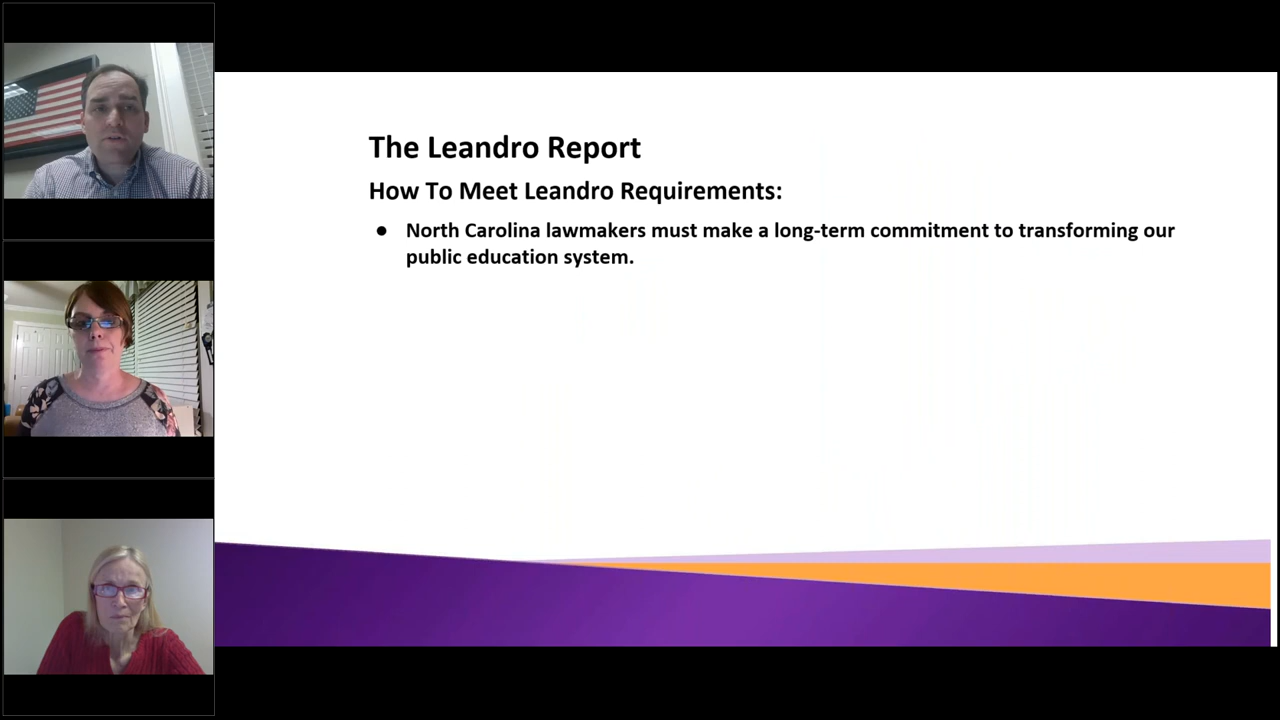 The Leandro Report
How To Meet Leandro Requirements:
● North Carolina lawmakers must make a long-term commitment to transforming our
public education system.